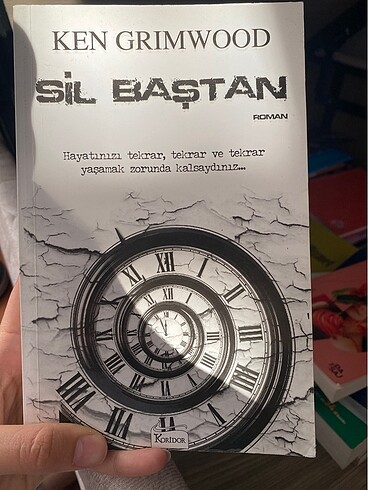 KEN GRIMWOOD
SİL BAŞTAN
ROMAN
Hayatınızı tekrar, tekrar ve tekrar
yaşamak zorunda kalsaydınız...
KORİDOR